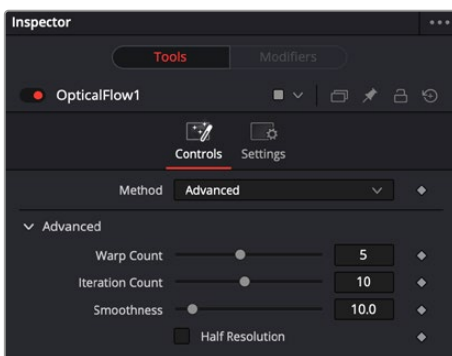 Inspector
Tools Modifiers
OpticalFlow1
Controls Settings
Method Advanced
Advanced
Warp Count 5
Iteration Count 10
Smoothness 10.0
Half Resolution